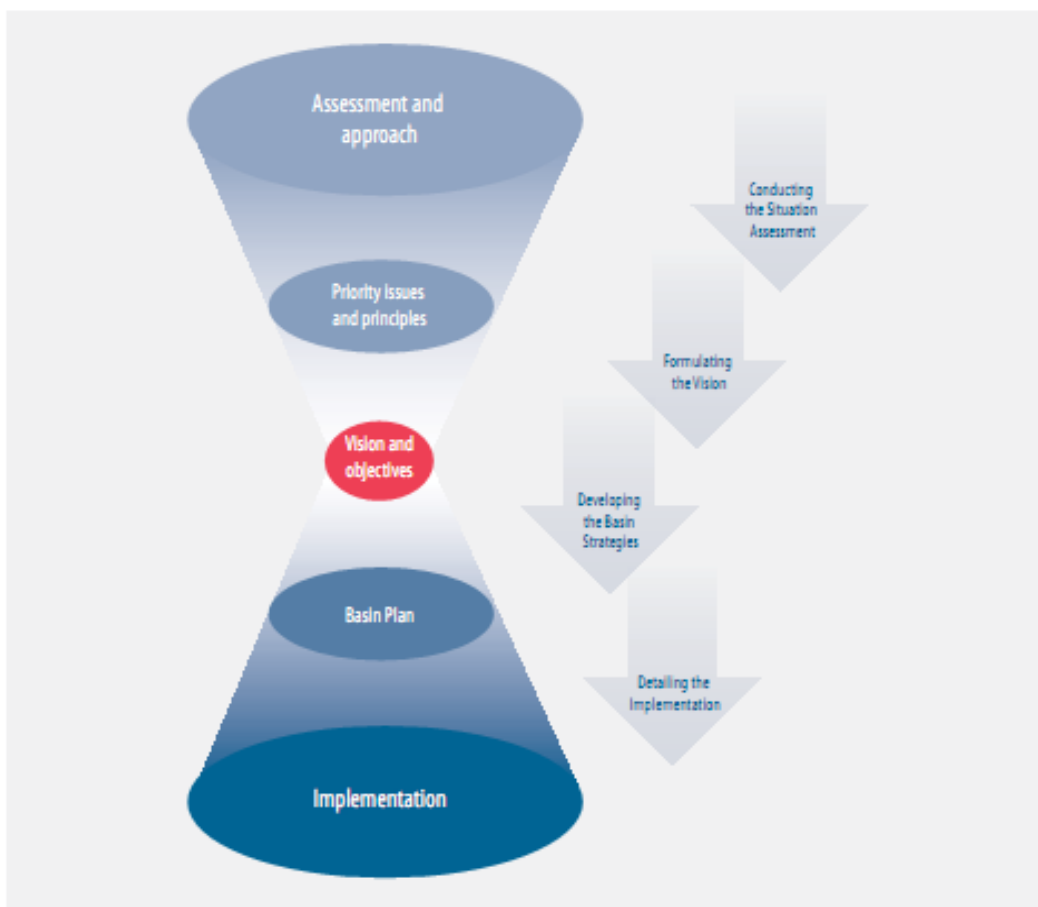 Assessment and
approach
Conducting
the Situation
Assessment
Priority issues
and principles
Formulating
the Vision
Vision and
objectives
Developing
the Basin
Strategies
Basin Plan
Detailing the
Implementation
Implementation